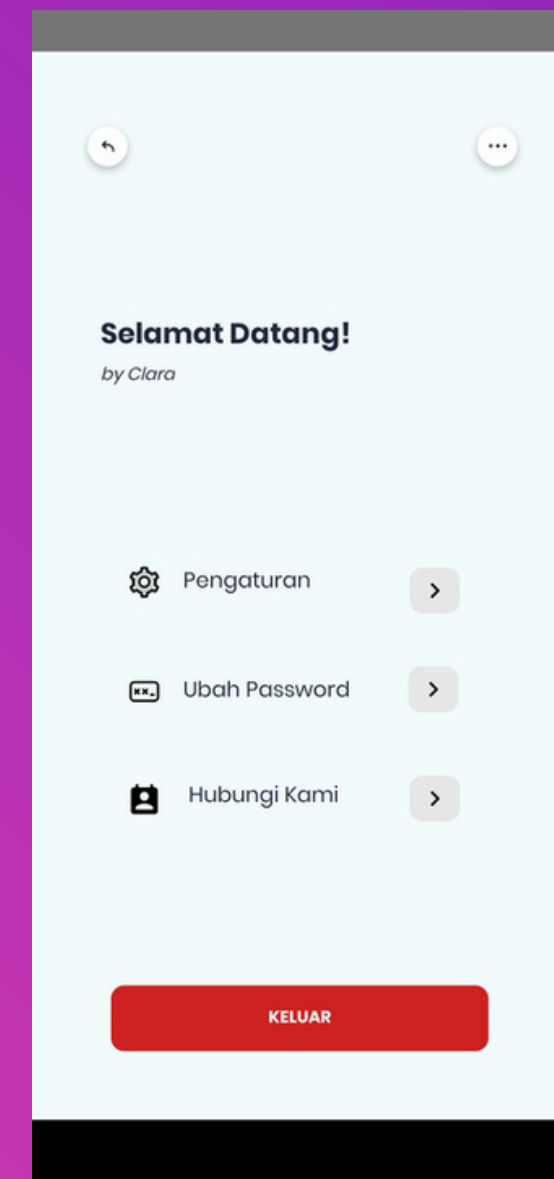 Selamat Datang!
by Clara
Pengaturan
Ubah Password
Hubungi Kami
KELUAR